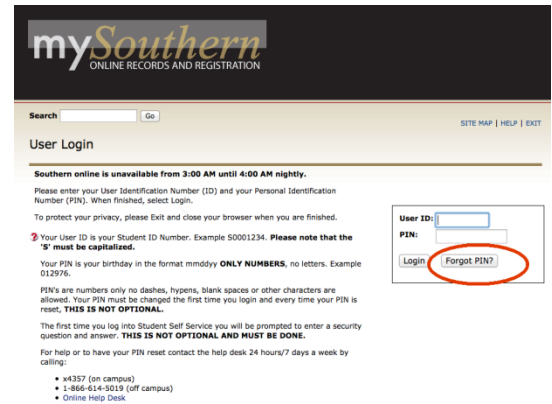 mySouthern
ONLINE RECORDS AND REGISTRATION
Search
Go
SITE MAP | HELP | EXIT
User Login
Southern online is unavailable from 3:00 AM until 4:00 AM nightly.
Please enter your User Identification Number (ID) and your Personal Identification
Number (PIN). When finished, select Login.
To protect your privacy, please Exit and close your browser when you are finished.
User ID:
PIN:
Login
Forgot PIN?
? Your User ID is your Student ID Number. Example S0001234. Please note that the
'S' must be capitalized.
Your PIN is your birthday in the format mmddyy ONLY NUMBERS, no letters. Example
012976.
PIN's are numbers only no dashes, hypens, blank spaces or other characters are
allowed. Your PIN must be changed the first time you login and every time your PIN is
reset, THIS IS NOT OPTIONAL.
The first time you log into Student Self Service you will be prompted to enter a security
question and answer. THIS IS NOT OPTIONAL AND MUST BE DONE.
For help or to have your PIN reset contact the help desk 24 hours/7 days a week by
calling:
• x4357 (on campus)
• 1-866-614-5019 (off campus)
• Online Help Desk